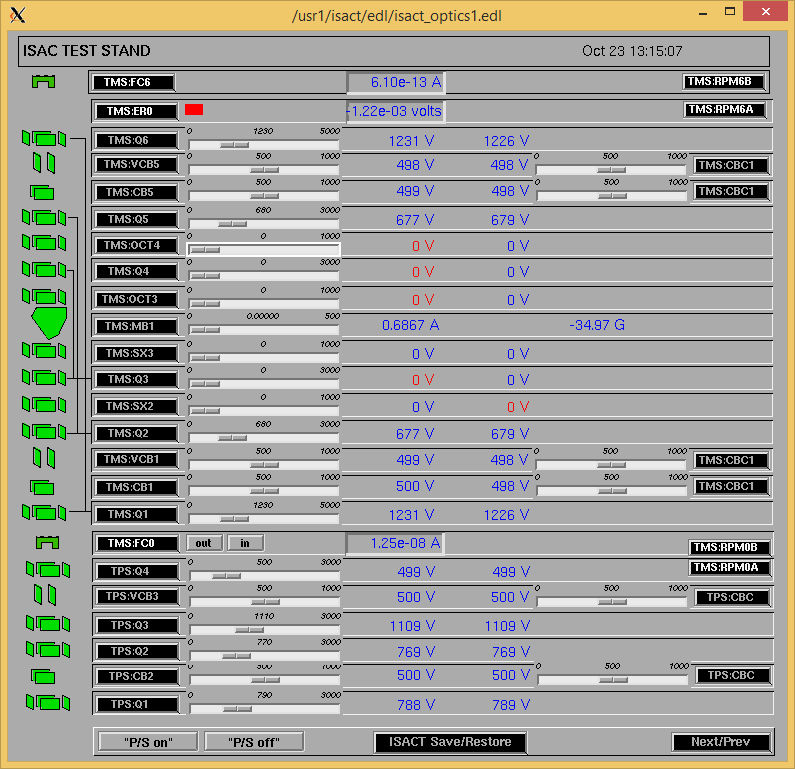 /usr1/isact/edl/isact_optics1.edl
ISAC TEST STAND Oct 23 13:15:07
TMS:FC6 6.10e-13 A TMS:RPM6B
TMS:ER0 -1.22e-03 volts TMS:RPM6A
TMS:Q6 0 1230 5000 1231 V 1226 V
TMS:VCB5 0 500 1000 498 V 498 V 0 500 1000 TMS:CBC1
TMS:CB5 0 500 1000 499 V 498 V 0 500 1000 TMS:CBC1
TMS:Q5 0 680 3000 677 V 679 V
TMS:OCT4 0 0 1000 0 V 0 V
TMS:Q4 0 0 3000 0 V 0 V
TMS:OCT3 0 0 1000 0 V 0 V
TMS:MB1 0 0.00000 500 0.6867 A -34.97 G
TMS:SX3 0 0 1000 0 V 0 V
TMS:Q3 0 0 3000 0 V 0 V
TMS:SX2 0 0 1000 0 V 0 V
TMS:Q2 0 680 3000 677 V 679 V
TMS:VCB1 0 500 1000 499 V 498 V 0 500 1000 TMS:CBC1
TMS:CB1 0 500 1000 500 V 498 V 0 500 1000 TMS:CBC1
TMS:Q1 0 1230 5000 1231 V 1226 V
TMS:FC0 out in 1.25e-08 A TMS:RPM0B
TPS:Q4 0 500 3000 499 V 499 V TMS:RPM0A
TPS:VCB3 0 500 1000 500 V 500 V 0 500 1000 TPS:CBC
TPS:Q3 0 1110 3000 1109 V 1109 V
TPS:Q2 0 770 3000 769 V 769 V
TPS:CB2 0 500 1000 500 V 500 V 0 500 1000 TPS:CBC
TPS:Q1 0 790 3000 788 V 789 V
"P/S on" "P/S off" ISACT Save/Restore Next/Prev